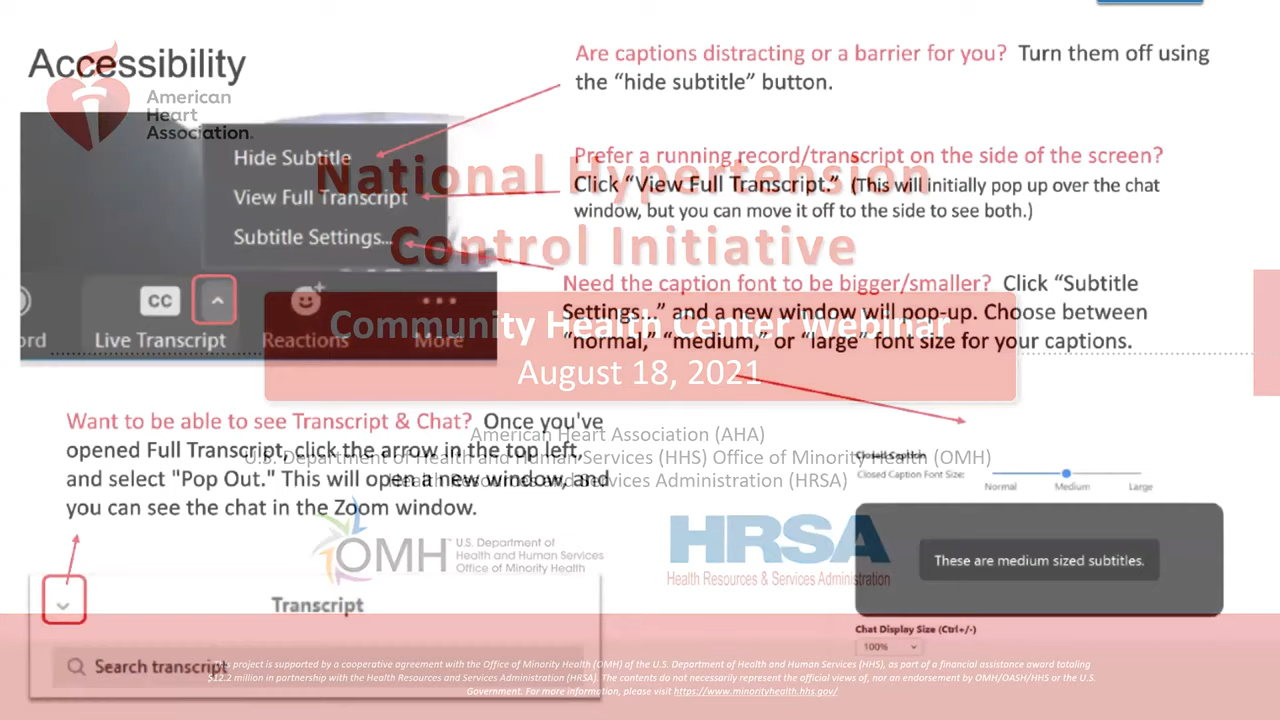 Accessibility
American
Heart
Association.
Hide Subtitle
View Full Transcript
Subtitle Settings...
CC
ord
Live Transcript
Reactions
More
Are captions distracting or a barrier for you? Turn them off using
the “hide subtitle” button.
Prefer a running record/transcript on the side of the screen?
Click “View Full Transcript.” (This will initially pop up over the chat
window, but you can move it off to the side to see both.)
Need the caption font to be bigger/smaller? Click “Subtitle
Settings...” and a new window will pop-up. Choose between
“normal,” “medium,” or “large” font size for your captions.
National Hypertension
Control Initiative
Community Health Center Webinar
August 18, 2021
American Heart Association (AHA)
U.S. Department of Health and Human Services (HHS) Office of Minority Health (OMH)
Health Resources and Services Administration (HRSA)
Want to be able to see Transcript & Chat? Once you've
opened Full Transcript, click the arrow in the top left,
and select "Pop Out." This will open a new window, and
you can see the chat in the Zoom window.
Closed Caption
Closed Caption Font Size:
Normal
Medium
Large
These are medium sized subtitles.
Chat Display Size (Ctrl+/-)
100%
OMH
U.S. Department of
Health and Human Services
Office of Minority Health
HRSA
Health Resources & Services Administration
Transcript
Search transcript
This project is supported by a cooperative agreement with the Office of Minority Health (OMH) of the U.S. Department of Health and Human Services (HHS), as part of a financial assistance award totaling
$12.2 million in partnership with the Health Resources and Services Administration (HRSA). The contents do not necessarily represent the official views of, nor an endorsement by OMH/OASH/HHS or the U.S.
Government. For more information, please visit https://www.minorityhealth.hhs.gov/